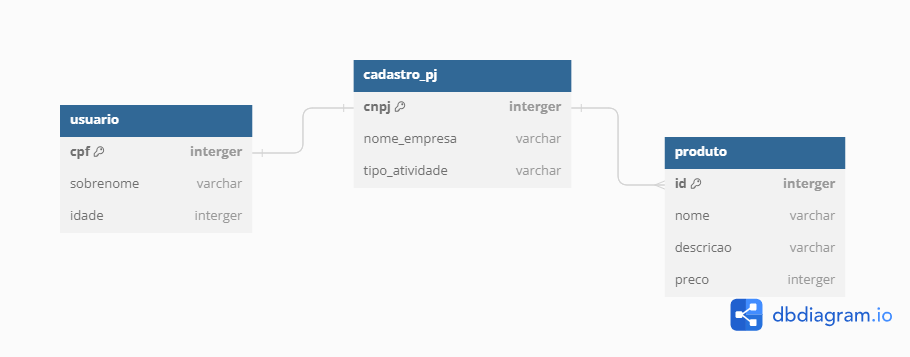 usuario
cpf interger
sobrenome varchar
idade interger
cadastro_pj
cnpj interger
nome_empresa varchar
tipo_atividade varchar
produto
id interger
nome varchar
descricao varchar
preco interger
dbdiagram.io